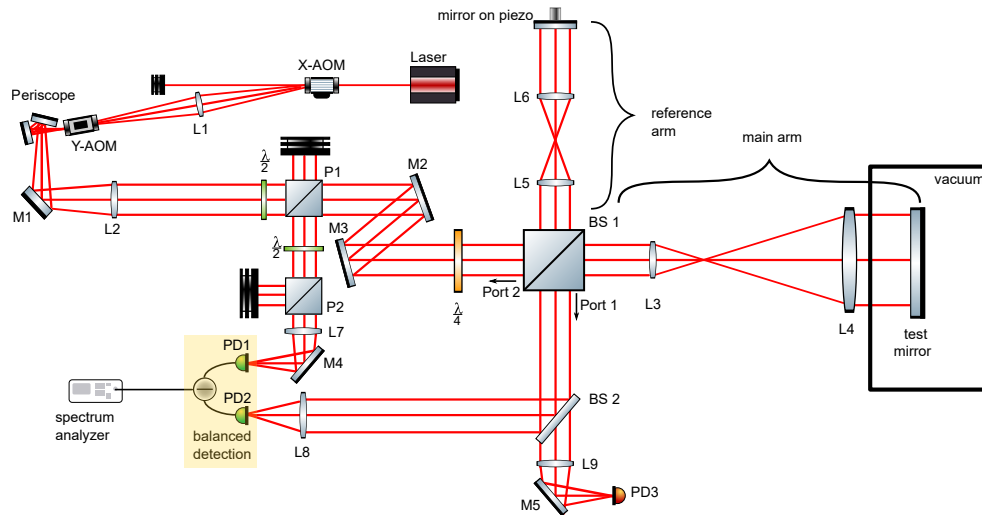 mirror on piezo
X-AOM
Laser
Periscope
L1
Y-AOM
L6
reference
arm
main arm
vacuum
λ
2
P1
M2
M1
L2
L5
M3
BS 1
λ
2
Port 2
Port 1
λ
4
L3
L4
test
mirror
P2
L7
PD1
M4
PD2
spectrum
analyzer
balanced
detection
L8
BS 2
L9
M5
PD3